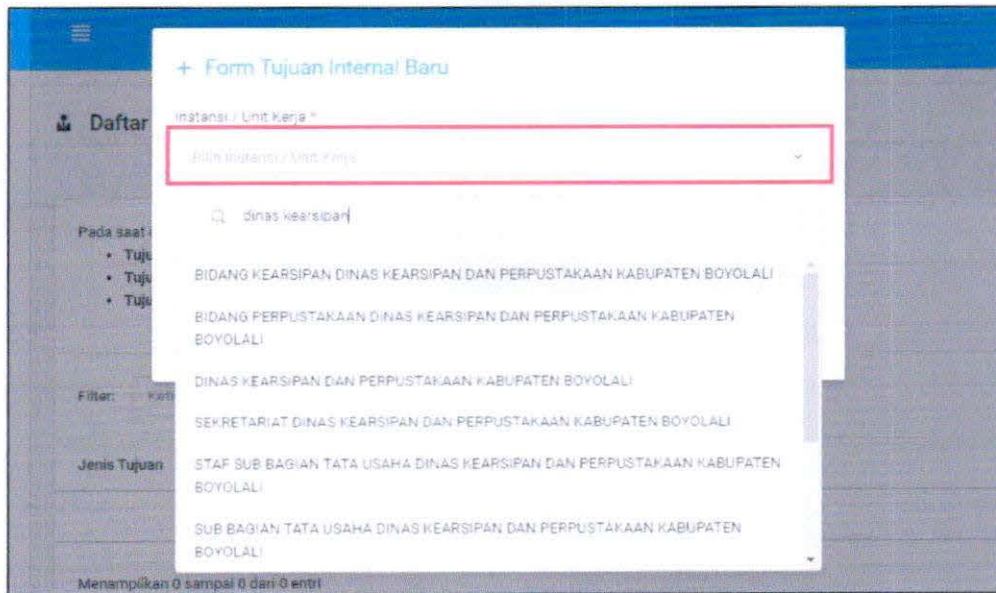 + Form Tujuan Internal Baru
Instansi / Unit Kerja *
Daftar
Pilih Instansi / Unit Kerja
dinas kearsipan
Pada saat
• Tuju
• Tuju
• Tuju
BIDANG KEARSIPAN DINAS KEARSIPAN DAN PERPUSTAKAAN KABUPATEN BOYOLALI
BIDANG PERPUSTAKAAN DINAS KEARSIPAN DAN PERPUSTAKAAN KABUPATEN
BOYOLALI
DINAS KEARSIPAN DAN PERPUSTAKAAN KABUPATEN BOYOLALI
Filter:
SEKRETARIAT DINAS KEARSIPAN DAN PERPUSTAKAAN KABUPATEN BOYOLALI
Jenis Tujuan
STAF SUB BAGIAN TATA USAHA DINAS KEARSIPAN DAN PERPUSTAKAAN KABUPATEN
BOYOLALI
SUB BAGIAN TATA USAHA DINAS KEARSIPAN DAN PERPUSTAKAAN KABUPATEN
BOYOLALI
Menampilkan 0 sampai 0 dari 0 entri